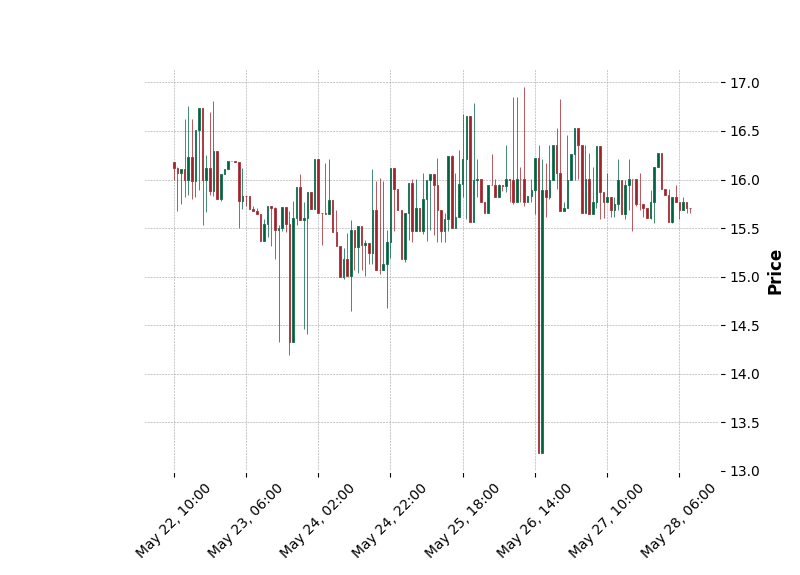 17.0
16.5
16.0
15.5
15.0
14.5
14.0
13.5
13.0
Price
May 22, 10:00
May 23, 06:00
May 24, 02:00
May 24, 22:00
May 25, 18:00
May 26, 14:00
May 27, 10:00
May 28, 06:00